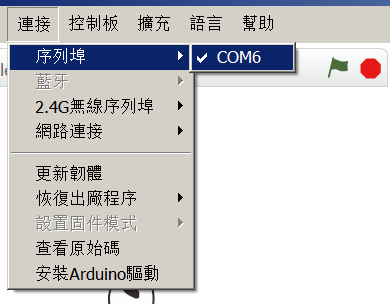 連接 控制板 擴充 語言 幫助
序列埠
COM6
藍牙
2.4G無線序列埠
網路連接
更新韌體
恢復出廠程序
設置固件模式
查看原始碼
安裝Arduino驅動